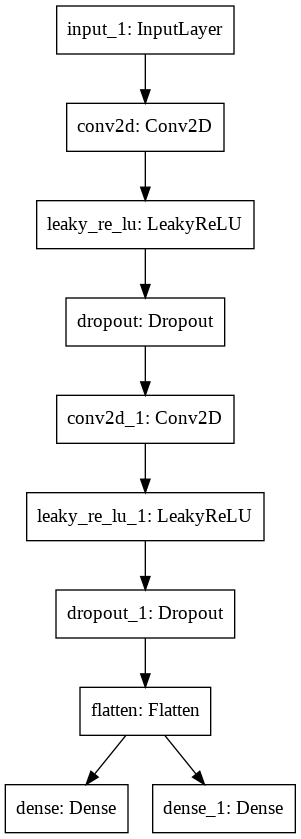 input_1: InputLayer
conv2d: Conv2D
leaky_re_lu: LeakyReLU
dropout: Dropout
conv2d_1: Conv2D
leaky_re_lu_1: LeakyReLU
dropout_1: Dropout
flatten: Flatten
dense: Dense
dense_1: Dense